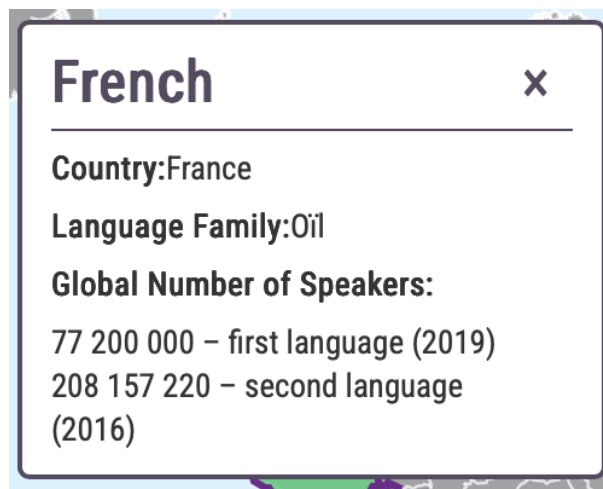 French ×
Country:France
Language Family:Oïl
Global Number of Speakers:
77 200 000 – first language (2019)
208 157 220 – second language
(2016)